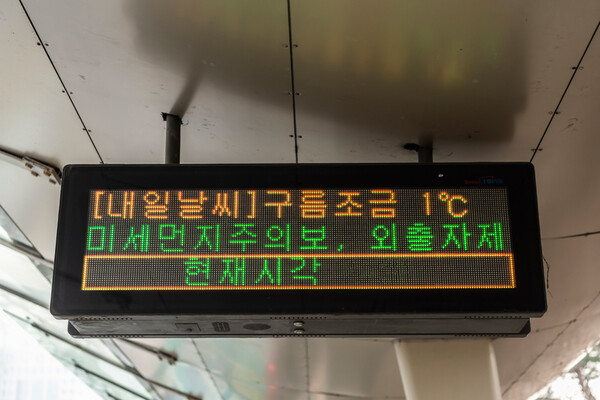 [내일날씨]구름조금 1℃
미세먼지주의보, 외출자제
현재시각